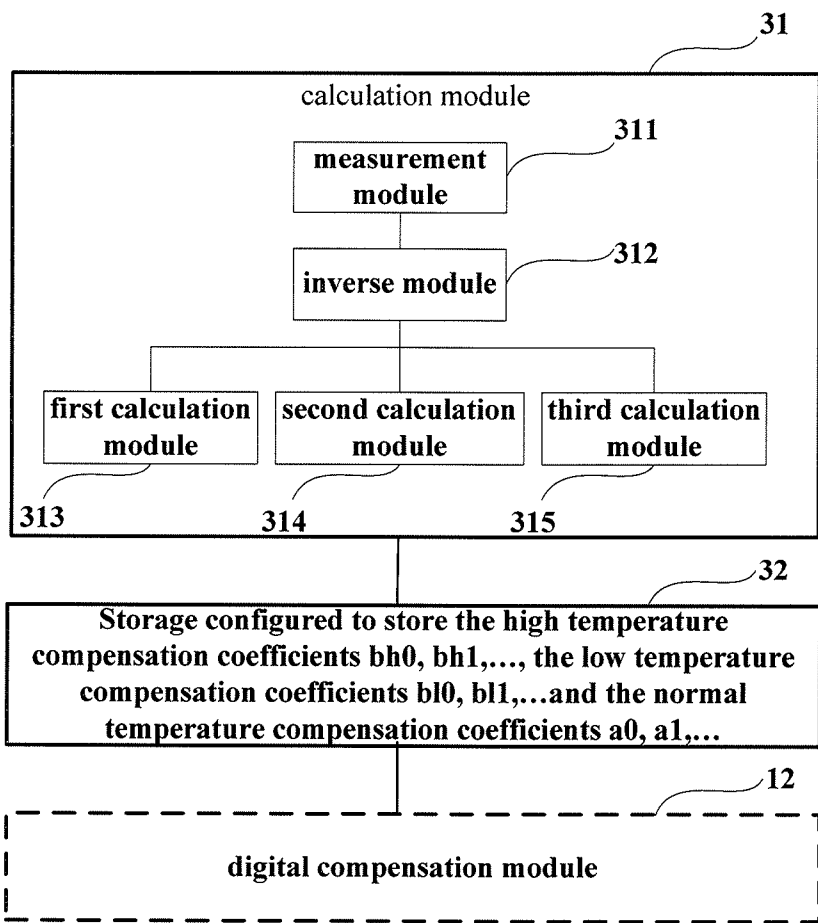 31
calculation module
311
measurement
module
312
inverse module
first calculation
module
second calculation
module
third calculation
module
313
314
315
32
Storage configured to store the high temperature
compensation coefficients bh0, bh1,..., the low temperature
compensation coefficients bl0, bl1,...and the normal
temperature compensation coefficients a0, a1,...
12
digital compensation module